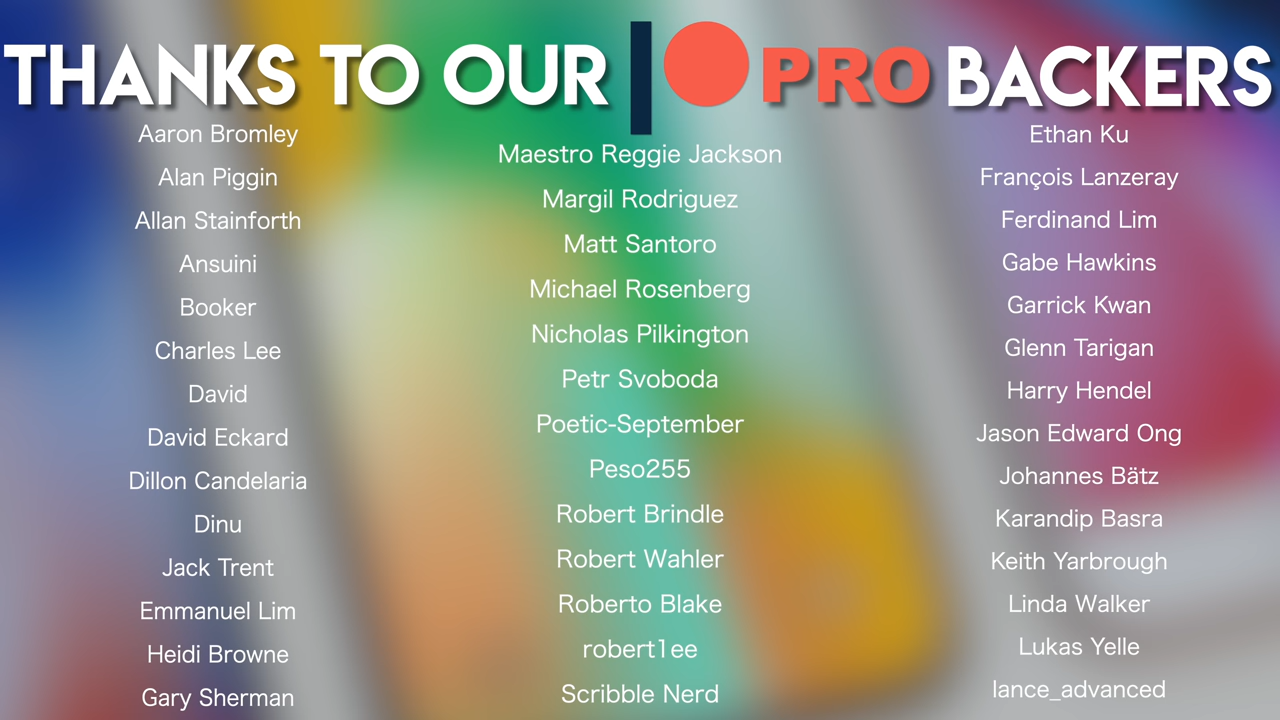 THANKS TO OUR PRO BACKERS
Aaron Bromley
Alan Piggin
Allan Stainforth
Ansuini
Booker
Charles Lee
David
David Eckard
Dillon Candelaria
Dinu
Jack Trent
Emmanuel Lim
Heidi Browne
Gary Sherman
Maestro Reggie Jackson
Margil Rodriguez
Matt Santoro
Michael Rosenberg
Nicholas Pilkington
Petr Svoboda
Poetic-September
Peso255
Robert Brindle
Robert Wahler
Roberto Blake
robert1ee
Scribble Nerd
Ethan Ku
François Lanzeray
Ferdinand Lim
Gabe Hawkins
Garrick Kwan
Glenn Tarigan
Harry Hendel
Jason Edward Ong
Johannes Bätz
Karandip Basra
Keith Yarbrough
Linda Walker
Lukas Yelle
lance_advanced